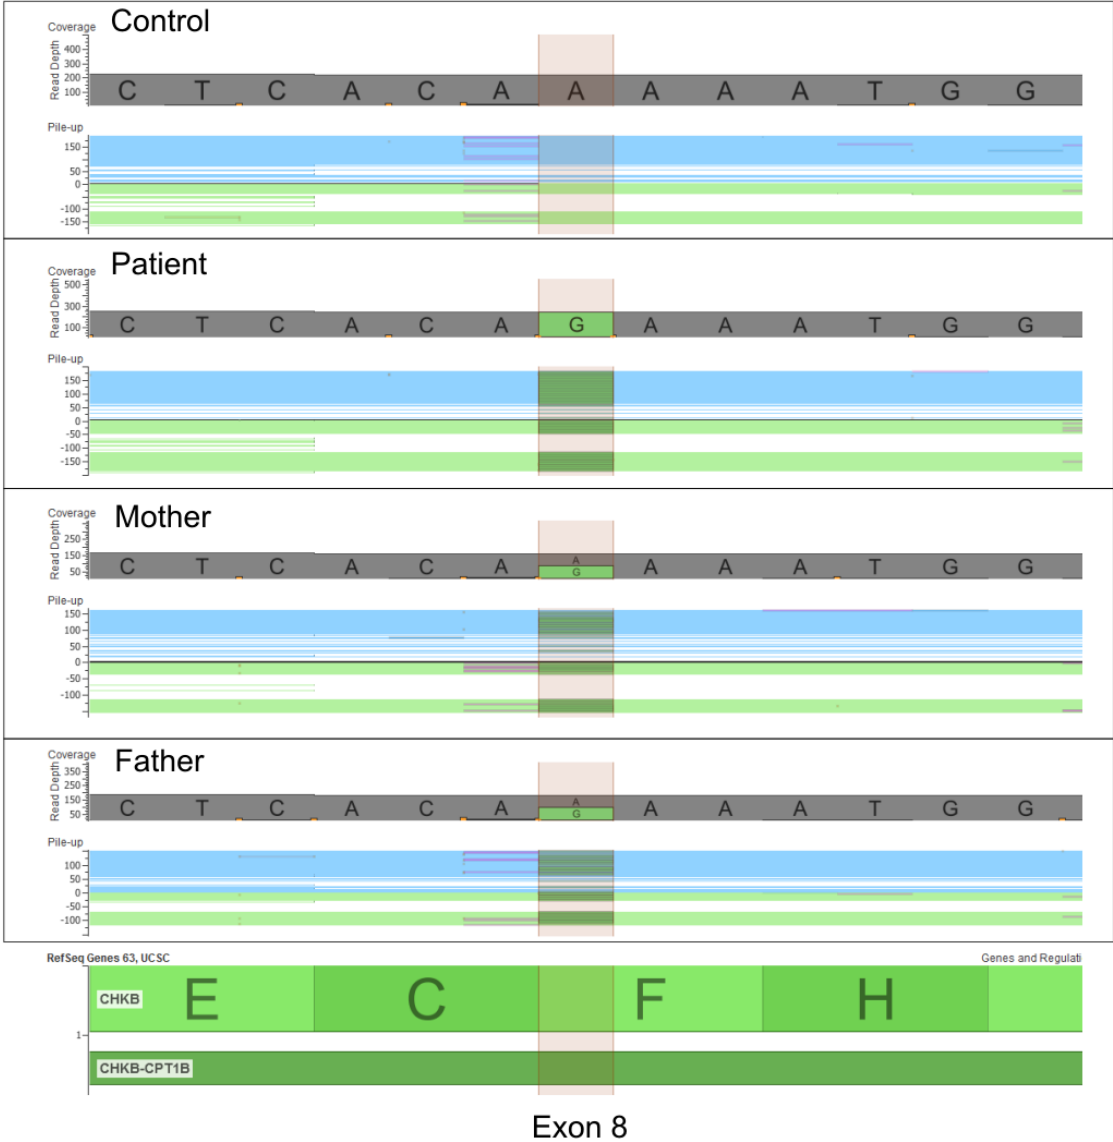 Control
Coverage
Read Depth
400
300
200
100
C T C A C A A A A A T G G
Pile-up
150
50
0
-100
-150
Patient
Coverage
Read Depth
500
300
100
C T C A C A G A A A T G G
Pile-up
150
100
50
0
-50
-100
-150
Mother
Coverage
Read Depth
250
150
50
A
C T C A C A G A A A T G G
Pile-up
150
100
50
0
-50
-100
Father
Coverage
Read Depth
350
250
150
50
A
C T C A C A G A A A T G G
Pile-up
100
50
0
-50
-100
RefSeq Genes 63, UCSC Genes and Regulati
CHKB E C F H
1
CHKB-CPT1B
Exon 8